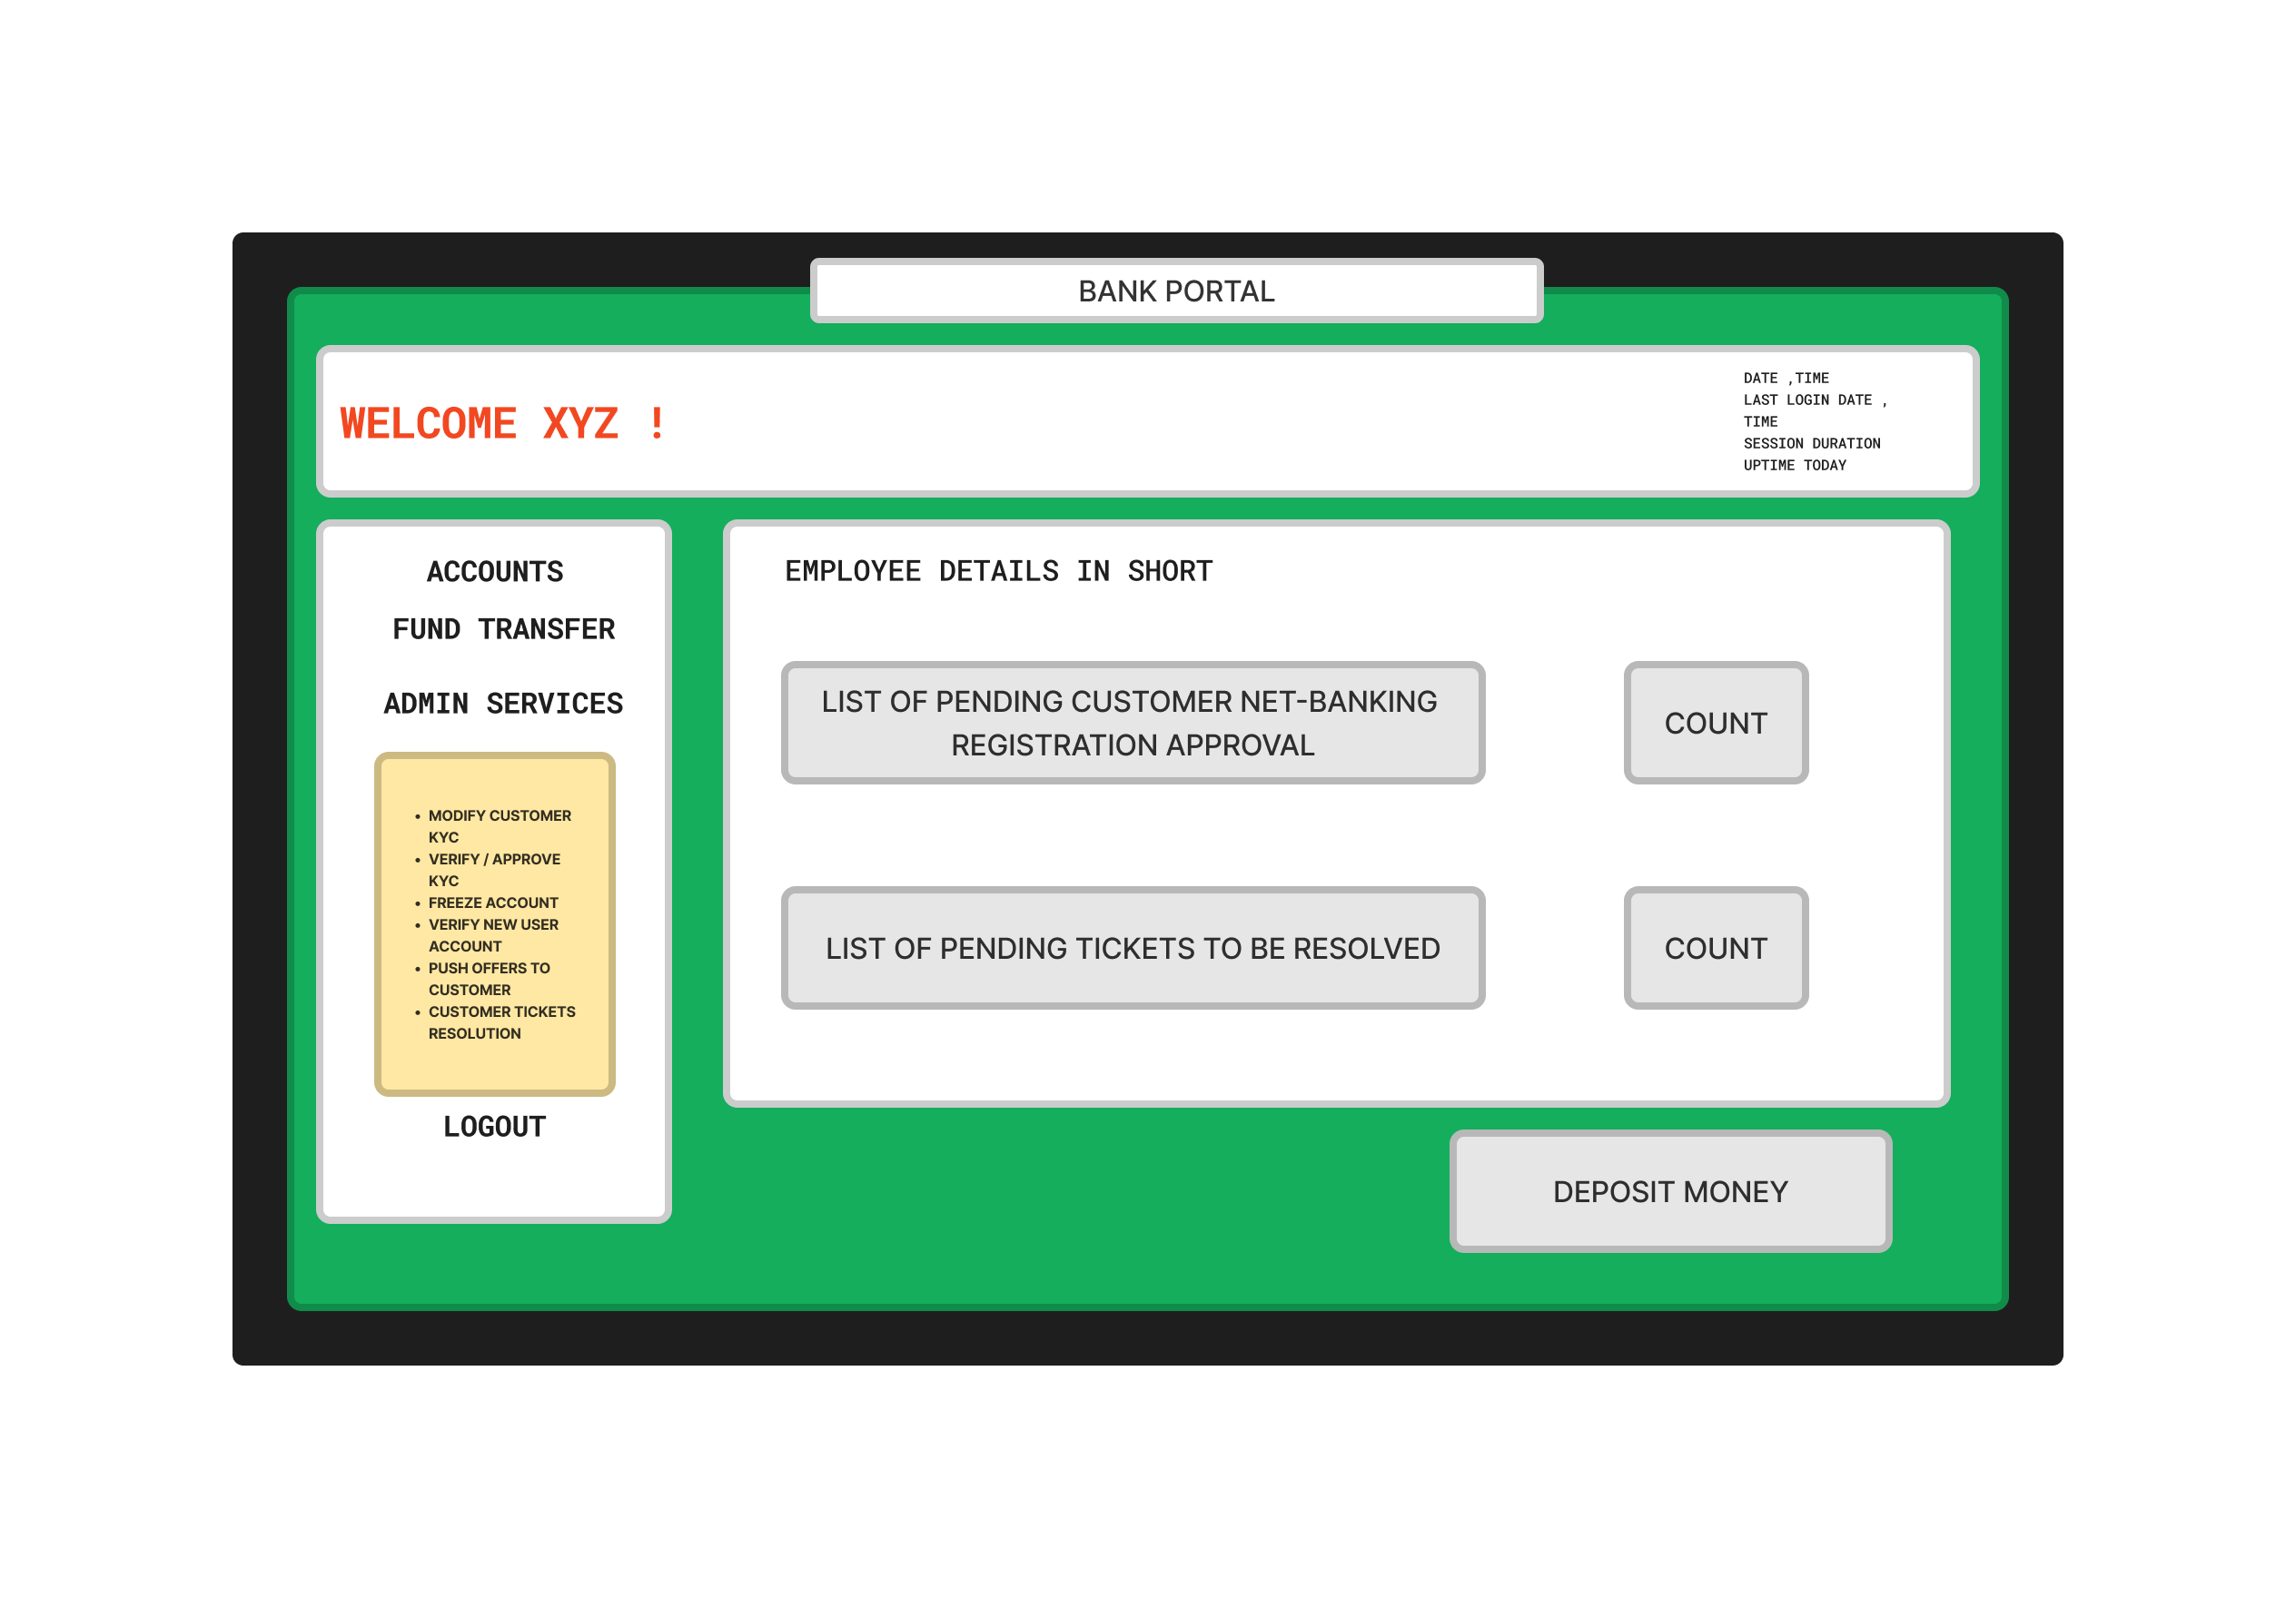 BANK PORTAL
WELCOME XYZ !
DATE ,TIME
LAST LOGIN DATE ,
TIME
SESSION DURATION
UPTIME TODAY
ACCOUNTS
FUND TRANSFER
ADMIN SERVICES
• MODIFY CUSTOMER
KYC
• VERIFY / APPROVE
KYC
• FREEZE ACCOUNT
• VERIFY NEW USER
ACCOUNT
• PUSH OFFERS TO
CUSTOMER
• CUSTOMER TICKETS
RESOLUTION
LOGOUT
EMPLOYEE DETAILS IN SHORT
LIST OF PENDING CUSTOMER NET-BANKING
REGISTRATION APPROVAL
COUNT
LIST OF PENDING TICKETS TO BE RESOLVED
COUNT
DEPOSIT MONEY